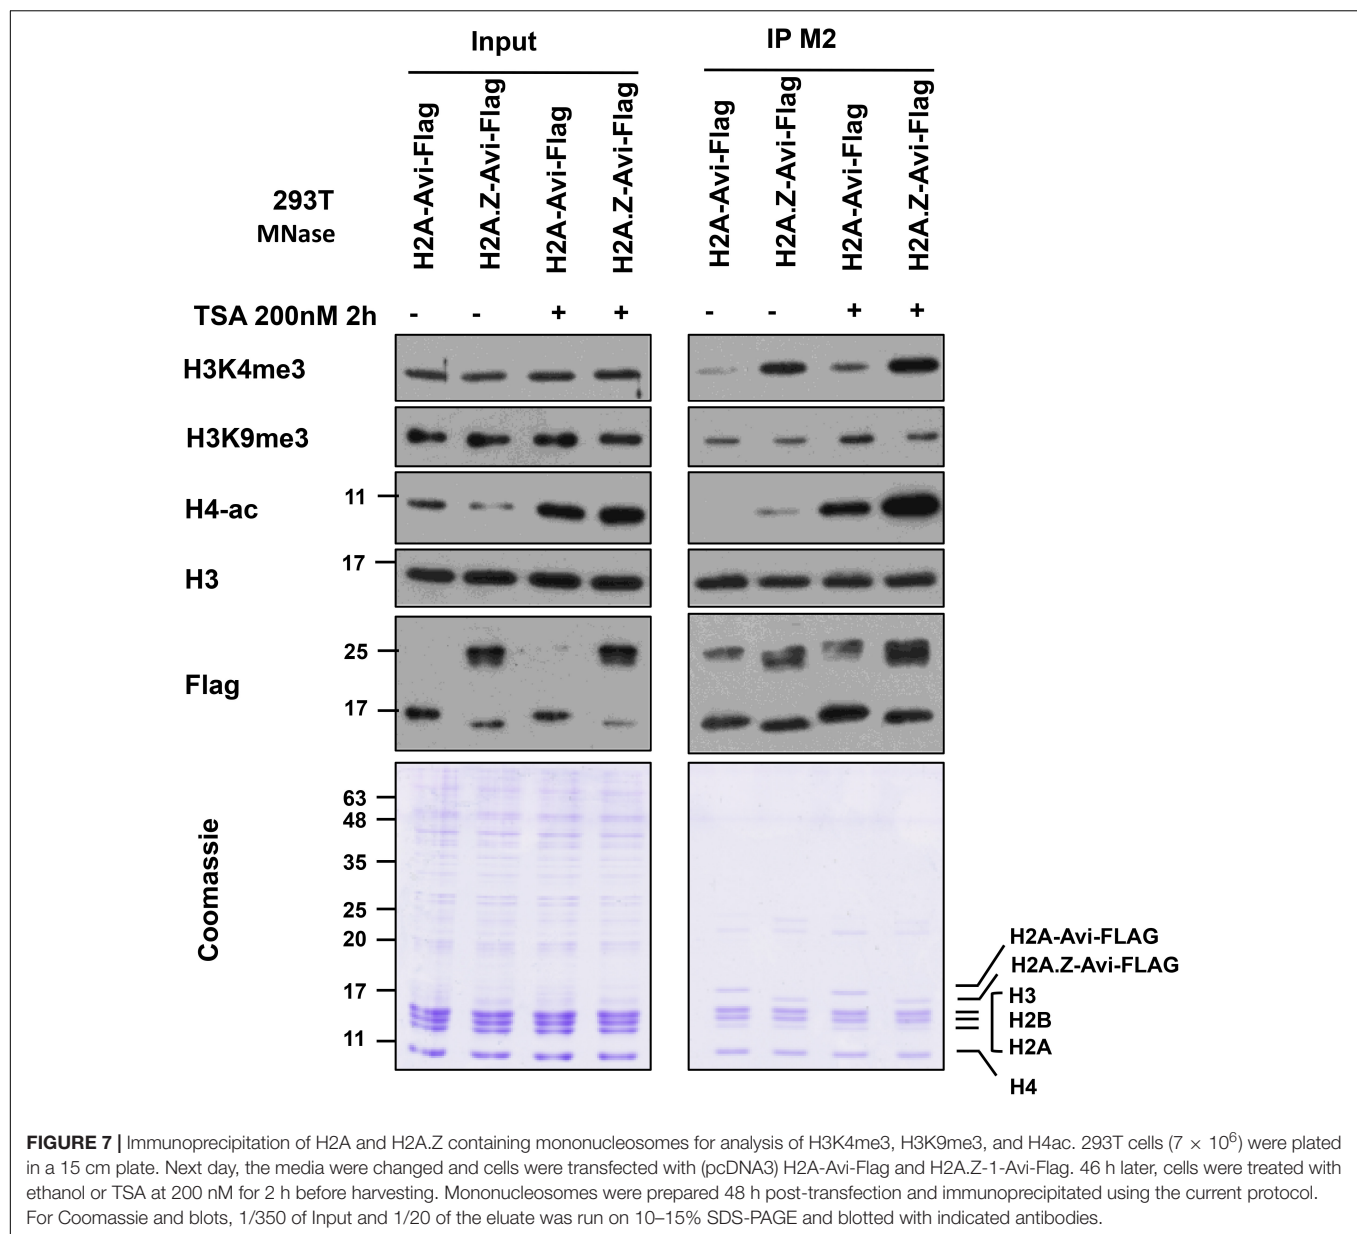 Input
IP M2
H2A-Avi-Flag
H2A.Z-Avi-Flag
H2A-Avi-Flag
H2A.Z-Avi-Flag
H2A-Avi-Flag
H2A.Z-Avi-Flag
H2A-Avi-Flag
H2A.Z-Avi-Flag
293T
MNase
TSA 200nM 2h - - + + - - + +
H3K4me3
H3K9me3
H4-ac
11
H3
17
Flag
25
17
Coomassie
63
48
35
25
20
17
11
H2A-Avi-FLAG
H2A.Z-Avi-FLAG
H3
H2B
H2A
H4
FIGURE 7 | Immunoprecipitation of H2A and H2A.Z containing mononucleosomes for analysis of H3K4me3, H3K9me3, and H4ac. 293T cells (7 × 10⁶) were plated
in a 15 cm plate. Next day, the media were changed and cells were transfected with (pcDNA3) H2A-Avi-Flag and H2A.Z-1-Avi-Flag. 46 h later, cells were treated with
ethanol or TSA at 200 nM for 2 h before harvesting. Mononucleosomes were prepared 48 h post-transfection and immunoprecipitated using the current protocol.
For Coomassie and blots, 1/350 of Input and 1/20 of the eluate was run on 10–15% SDS-PAGE and blotted with indicated antibodies.